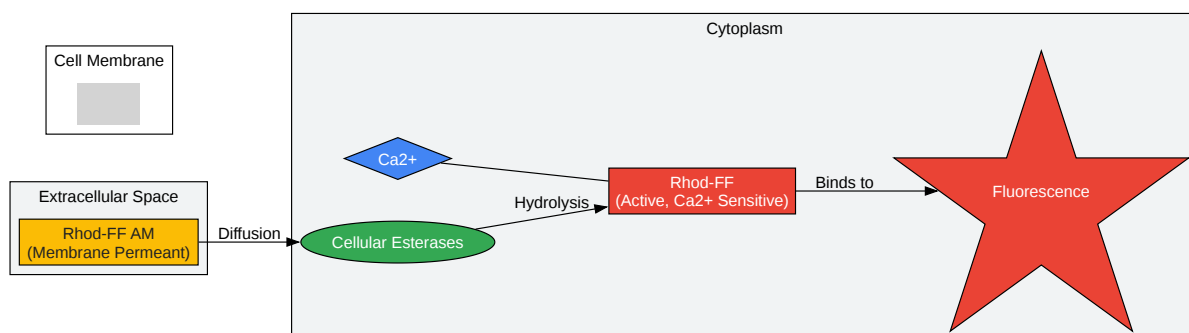 Cytoplasm
Cell Membrane
Ca2+
Extracellular Space
Rhod-FF AM
(Membrane Permeant)
Diffusion
Cellular Esterases
Hydrolysis
Rhod-FF
(Active, Ca2+ Sensitive)
Binds to
Fluorescence